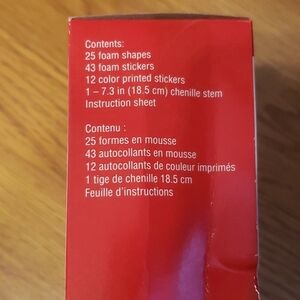 Contents:
25 foam shapes
43 foam stickers
12 color printed stickers
1 – 7.3 in (18.5 cm) chenille stem
Instruction sheet
Contenu :
25 formes en mousse
43 autocollants en mousse
12 autocollants de couleur imprimés
1 tige de chenille 18.5 cm
Feuille d'instructions